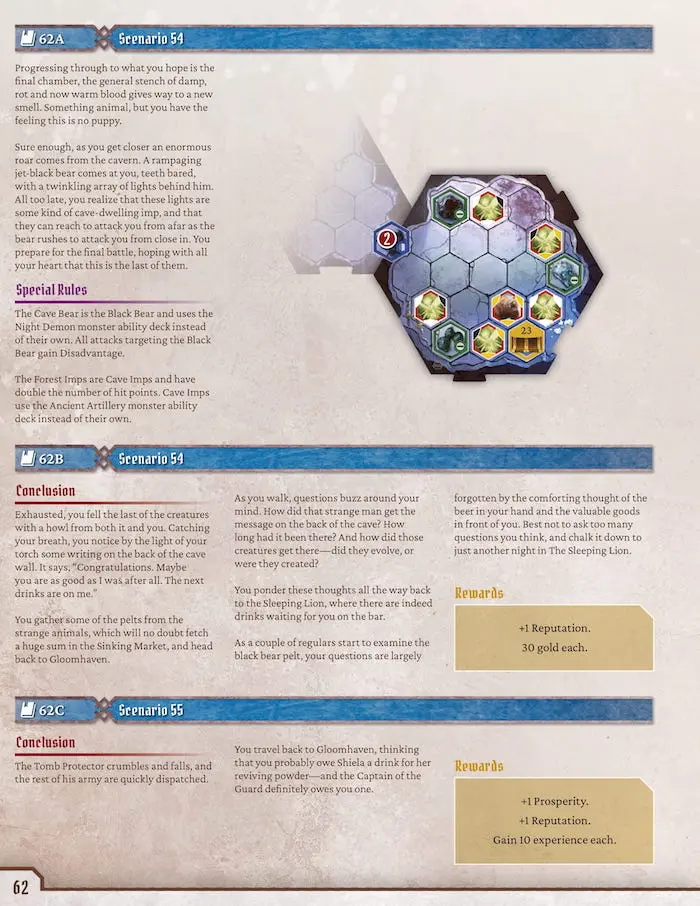 62A
Scenario 54
Progressing through to what you hope is the
final chamber, the general stench of damp,
rot and now warm blood gives way to a new
smell. Something animal, but you have the
feeling this is no puppy.
Sure enough, as you get closer an enormous
roar comes from the cavern. A rampaging
jet-black bear comes at you, teeth bared,
with a twinkling array of lights behind him.
All too late, you realize that these lights are
some kind of cave-dwelling imp, and that
they can reach to attack you from afar as the
bear rushes to attack you from close in. You
prepare for the final battle, hoping with all
your heart that this is the last of them.
Special Rules
The Cave Bear is the Black Bear and uses the
Night Demon monster ability deck instead
of their own. All attacks targeting the Black
Bear gain Disadvantage.
The Forest Imps are Cave Imps and have
double the number of hit points. Cave Imps
use the Ancient Artillery monster ability
deck instead of their own.
2
23
62B
Scenario 54
Conclusion
Exhausted, you fell the last of the creatures
with a howl from both it and you. Catching
your breath, you notice by the light of your
torch some writing on the back of the cave
wall. It says, “Congratulations. Maybe
you are as good as I was after all. The next
drinks are on me.”
You gather some of the pelts from the
strange animals, which will no doubt fetch
a huge sum in the Sinking Market, and head
back to Gloomhaven.
As you walk, questions buzz around your
mind. How did that strange man get the
message on the back of the cave? How
long had it been there? And how did those
creatures get there—did they evolve, or
were they created?
You ponder these thoughts all the way back
to the Sleeping Lion, where there are indeed
drinks waiting for you on the bar.
As a couple of regulars start to examine the
black bear pelt, your questions are largely
forgotten by the comforting thought of the
beer in your hand and the valuable goods
in front of you. Best not to ask too many
questions you think, and chalk it down to
just another night in The Sleeping Lion.
Rewards
+1 Reputation.
30 gold each.
62C
Scenario 55
Conclusion
The Tomb Protector crumbles and falls, and
the rest of his army are quickly dispatched.
You travel back to Gloomhaven, thinking
that you probably owe Shiela a drink for her
reviving powder—and the Captain of the
Guard definitely owes you one.
Rewards
+1 Prosperity.
+1 Reputation.
Gain 10 experience each.
62